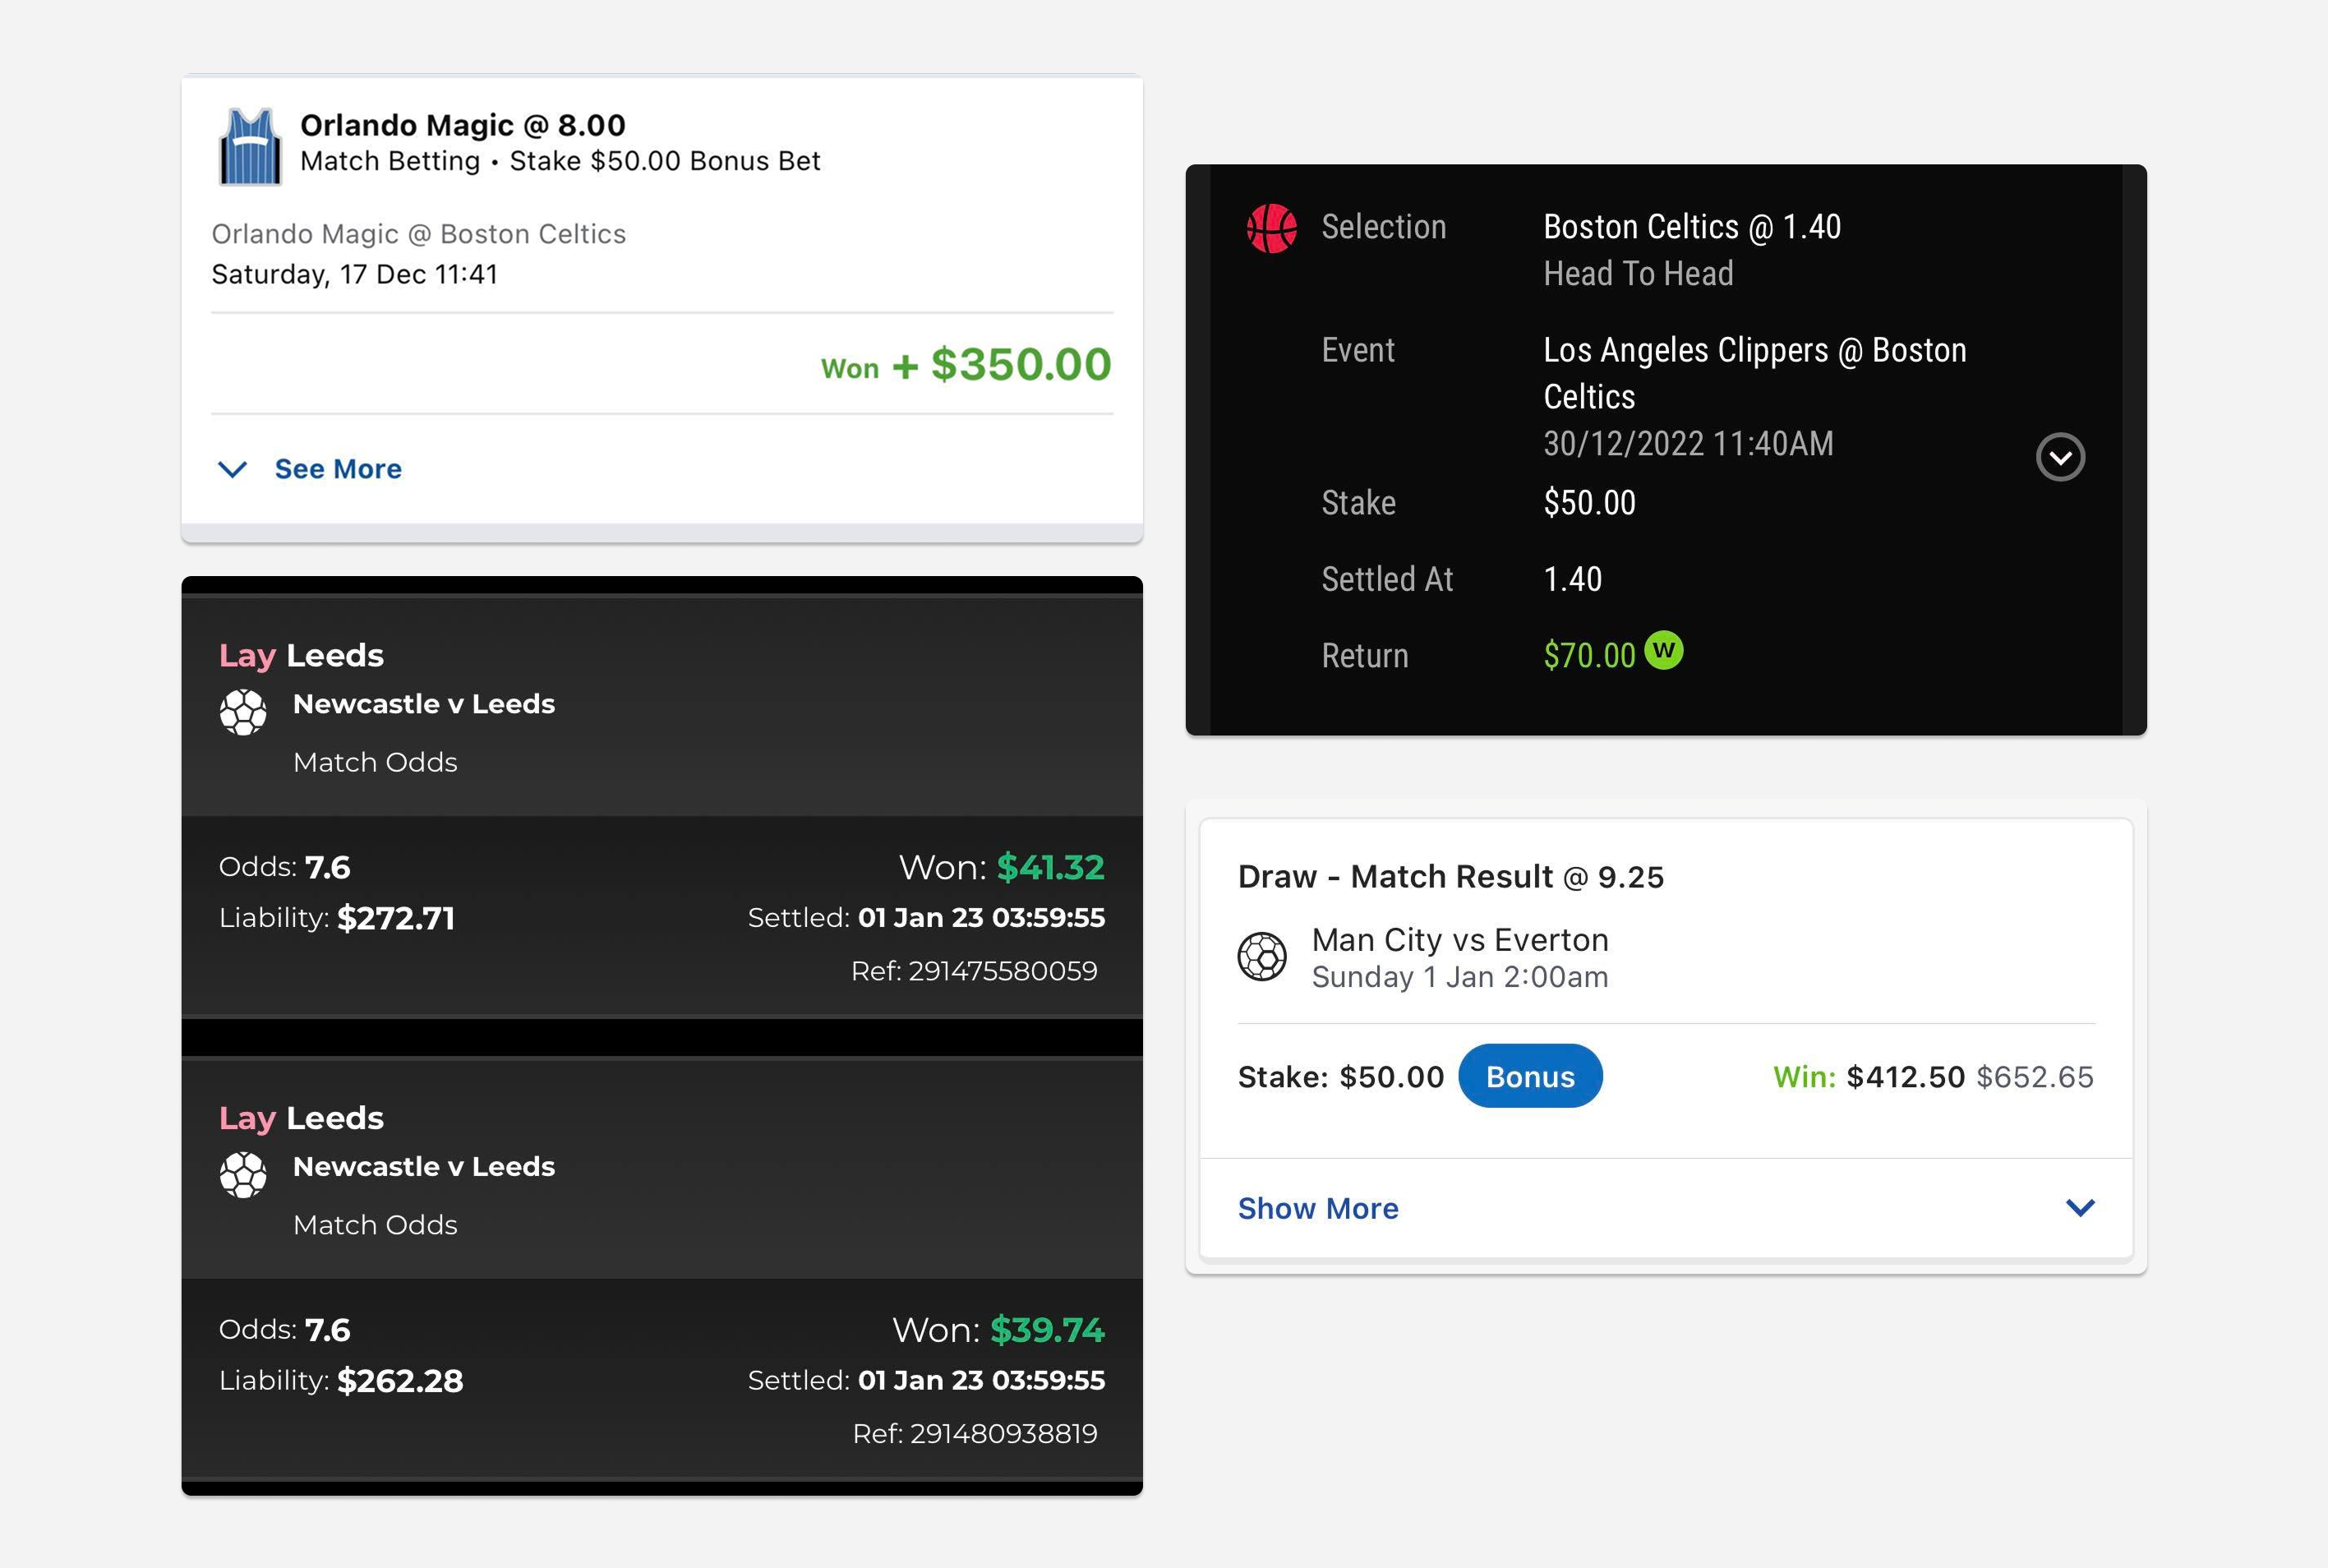 Orlando Magic @ 8.00
Match Betting • Stake $50.00 Bonus Bet
Orlando Magic @ Boston Celtics
Saturday, 17 Dec 11:41
Won + $350.00
See More
Lay Leeds
Newcastle v Leeds
Match Odds
Odds: 7.6 Won: $41.32
Liability: $272.71 Settled: 01 Jan 23 03:59:55
Ref: 291475580059
Lay Leeds
Newcastle v Leeds
Match Odds
Odds: 7.6 Won: $39.74
Liability: $262.28 Settled: 01 Jan 23 03:59:55
Ref: 291480938819
Selection Boston Celtics @ 1.40
Head To Head
Event Los Angeles Clippers @ Boston
Celtics
30/12/2022 11:40AM
Stake $50.00
Settled At 1.40
Return $70.00 W
Draw - Match Result @ 9.25
Man City vs Everton
Sunday 1 Jan 2:00am
Stake: $50.00 Bonus Win: $412.50 $652.65
Show More